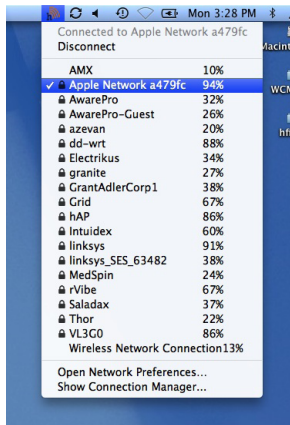 Mon 3:28 PM
Connected to Apple Network a479fc
Disconnect
AMX 10%
Apple Network a479fc 94%
AwarePro 32%
AwarePro-Guest 26%
azevan 20%
dd-wrt 88%
Electrikus 34%
granite 27%
GrantAdlerCorp1 38%
Grid 67%
hAP 86%
Intuidex 60%
linksys 91%
linksys_SES_63482 38%
MedSpin 24%
rVibe 67%
Saladax 37%
Thor 22%
VL3G0 86%
Wireless Network Connection13%
Open Network Preferences...
Show Connection Manager...
Macint
WCM
hfi